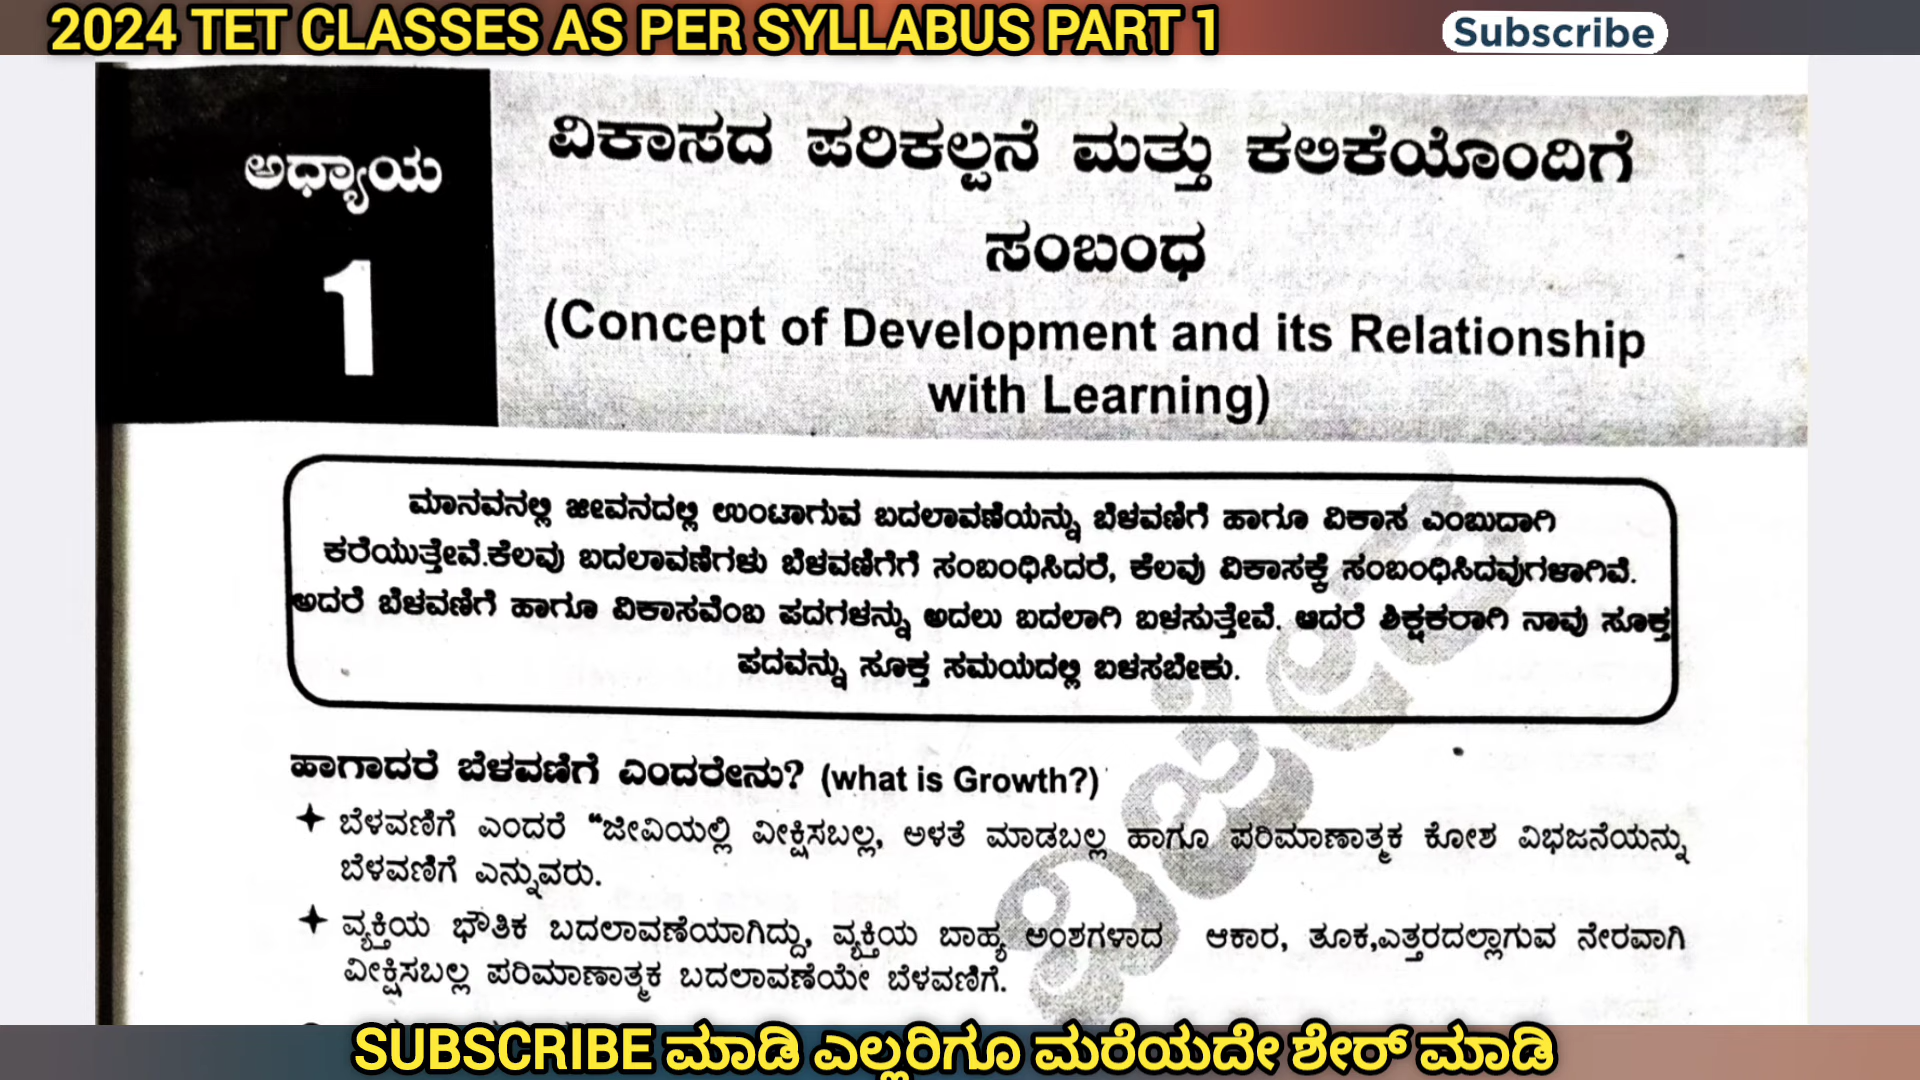 2024 TET CLASSES AS PER SYLLABUS PART 1
Subscribe
ಅಧ್ಯಾಯ
1
ವಿಕಾಸದ ಪರಿಕಲ್ಪನೆ ಮತ್ತು ಕಲಿಕೆಯೊಂದಿಗೆ
ಸಂಬಂಧ
(Concept of Development and its Relationship
with Learning)
ಮಾನವನಲ್ಲಿ ಜೀವನದಲ್ಲಿ ಉಂಟಾಗುವ ಬದಲಾವಣೆಯನ್ನು ಬೆಳವಣಿಗೆ ಹಾಗೂ ವಿಕಾಸ ಎಂಬುದಾಗಿ
ಕರೆಯುತ್ತೇವೆ.ಕೆಲವು ಬದಲಾವಣೆಗಳು ಬೆಳವಣಿಗೆಗೆ ಸಂಬಂಧಿಸಿದರೆ, ಕೆಲವು ವಿಕಾಸಕ್ಕೆ ಸಂಬಂಧಿಸಿದವುಗಳಾಗಿವೆ.
ಅದರೆ ಬೆಳವಣಿಗೆ ಹಾಗೂ ವಿಕಾಸವೆಂಬ ಪದಗಳನ್ನು ಅದಲು ಬದಲಾಗಿ ಬಳಸುತ್ತೇವೆ. ಆದರೆ ಶಿಕ್ಷಕರಾಗಿ ನಾವು ಸೂಕ್ತ
ಪದವನ್ನು ಸೂಕ್ತ ಸಮಯದಲ್ಲಿ ಬಳಸಬೇಕು.
ಹಾಗಾದರೆ ಬೆಳವಣಿಗೆ ಎಂದರೇನು? (what is Growth?)
ಬೆಳವಣಿಗೆ ಎಂದರೆ “ಜೀವಿಯಲ್ಲಿ ವೀಕ್ಷಿಸಬಲ್ಲ, ಅಳತೆ ಮಾಡಬಲ್ಲ ಹಾಗೂ ಪರಿಮಾಣಾತ್ಮಕ ಕೋಶ ವಿಭಜನೆಯನ್ನು
ಬೆಳವಣಿಗೆ ಎನ್ನುವರು.
ವ್ಯಕ್ತಿಯ ಭೌತಿಕ ಬದಲಾವಣೆಯಾಗಿದ್ದು, ವ್ಯಕ್ತಿಯ ಬಾಹ್ಯ ಅಂಶಗಳಾದ ಆಕಾರ, ತೂಕ,ಎತ್ತರದಲ್ಲಾಗುವ ನೇರವಾಗಿ
ವೀಕ್ಷಿಸಬಲ್ಲ ಪರಿಮಾಣಾತ್ಮಕ ಬದಲಾವಣೆಯೇ ಬೆಳವಣಿಗೆ.
SUBSCRIBE ಮಾಡಿ ಎಲ್ಲರಿಗೂ ಮರೆಯದೇ ಶೇರ್ ಮಾಡಿ